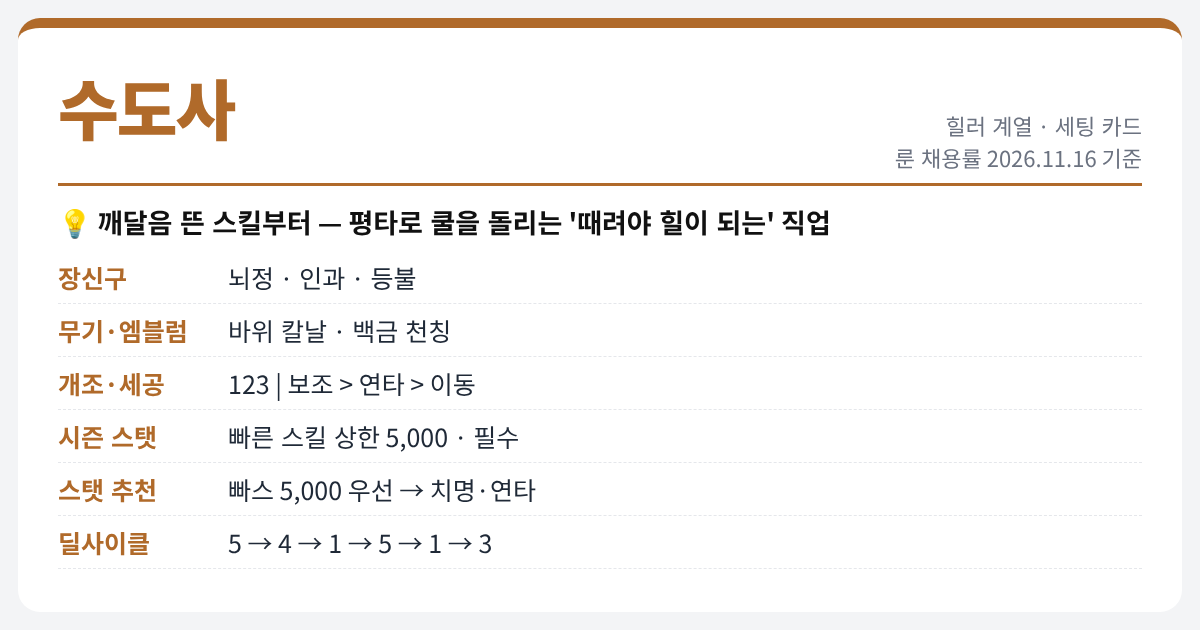 수도사
힐러 계열 · 세팅 카드
룬 채용률 2026.11.16 기준
💡 깨달음 뜬 스킬부터 — 평타로 쿨을 돌리는 '때려야 힐이 되는' 직업
장신구 뇌정 · 인과 · 등불
무기·엠블럼 바위 칼날 · 백금 천칭
개조·세공 123 | 보조 > 연타 > 이동
시즌 스탯 빠른 스킬 상한 5,000 · 필수
스탯 추천 빠스 5,000 우선 → 치명·연타
딜사이클 5 → 4 → 1 → 5 → 1 → 3